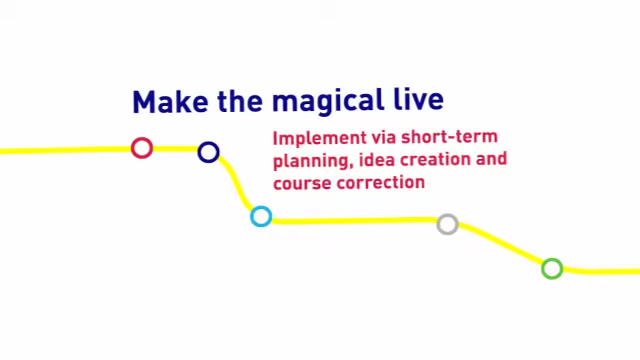 Make the magical live
Implement via short-term
planning, idea creation and
course correction